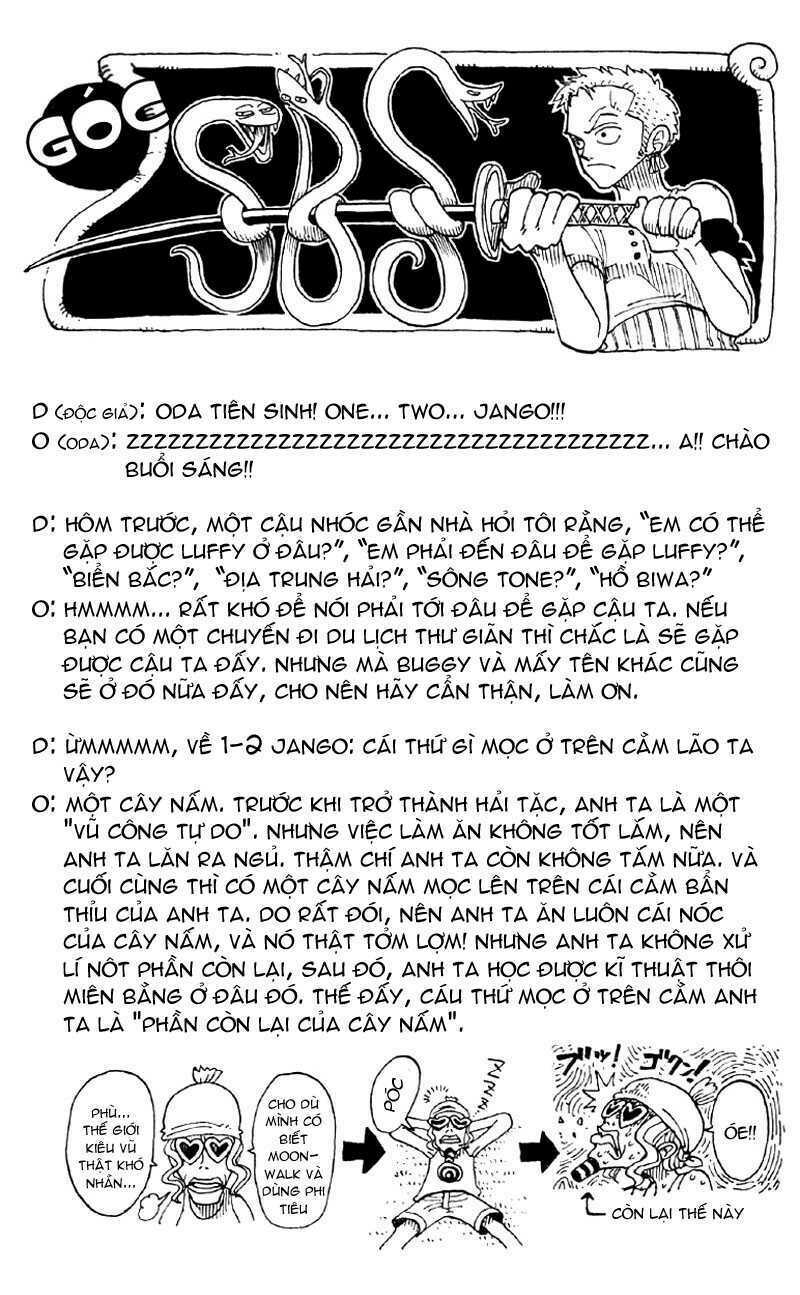 GÓC
SBS
D (ĐỘC GIẢ): ODA TIÊN SINH! ONE... TWO... JANGO!!!
O (ODA): ZZZZZZZZZZZZZZZZZZZZZZZZZZZZZZZZZZZZZZ... A!! CHÀO
BUỔI SÁNG!!
D: HÔM TRƯỚC, MỘT CẬU NHÓC GẦN NHÀ HỎI TÔI RẰNG, "EM CÓ THỂ
GẶP ĐƯỢC LUFFY Ở ĐÂU?", "EM PHẢI ĐẾN ĐÂU ĐỂ GẶP LUFFY?",
"BIỂN BẮC?", "ĐỊA TRUNG HẢI?", "SÔNG TONE?", "HỒ BIWA?"
O: HMMMM... RẤT KHÓ ĐỂ NÓI PHẢI TỚI ĐÂU ĐỂ GẶP CẬU TA. NẾU
BẠN CÓ MỘT CHUYẾN ĐI DU LỊCH THƯ GIÃN THÌ CHẮC LÀ SẼ GẶP
ĐƯỢC CẬU TA ĐẤY. NHƯNG MÀ BUGGY VÀ MẤY TÊN KHÁC CŨNG
SẼ Ở ĐÓ NỮA ĐẤY, CHO NÊN HÃY CẨN THẬN, LÀM ƠN.
D: ỪMMMMM, VỀ 1-2 JANGO: CÁI THỨ GÌ MỌC Ở TRÊN CẰM LÃO TA
VẬY?
O: MỘT CÂY NẤM. TRƯỚC KHI TRỞ THÀNH HẢI TẶC, ANH TA LÀ MỘT
"VŨ CÔNG TỰ DO". NHƯNG VIỆC LÀM ĂN KHÔNG TỐT LẮM, NÊN
ANH TA LĂN RA NGỦ. THẬM CHÍ ANH TA CÒN KHÔNG TẮM NỮA. VÀ
CUỐI CÙNG THÌ CÓ MỘT CÂY NẤM MỌC LÊN TRÊN CÁI CẰM BẨN
THỈU CỦA ANH TA. DO RẤT ĐÓI, NÊN ANH TA ĂN LUÔN CÁI NÓC
CỦA CÂY NẤM, VÀ NÓ THẬT TỞM LỢM! NHƯNG ANH TA KHÔNG XỬ
LÍ NỐT PHẦN CÒN LẠI, SAU ĐÓ, ANH TA HỌC ĐƯỢC KĨ THUẬT THÔI
MIÊN BẰNG Ở ĐÂU ĐÓ. THẾ ĐẤY, CÁU THỨ MỌC Ở TRÊN CẰM ANH
TA LÀ "PHẦN CÒN LẠI CỦA CÂY NẤM".
PHÙ...
THẾ GIỚI
KIÊU VŨ
THẬT KHÓ
NHẰN...
CHO DÙ
MÌNH CÓ
BIẾT
MOON-
WALK VÀ
DÙNG PHI
TIÊU
PÓC
ブッ! ゴクン!
ÓE!!
CÒN LẠI THẾ NÀY